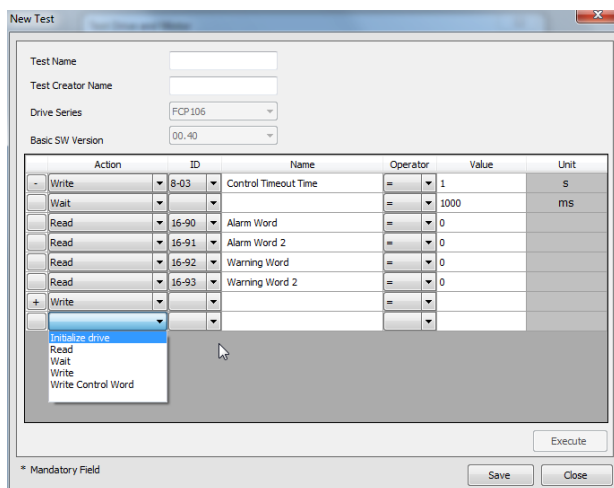 New Test
Test Name
Test Creator Name
Drive Series FCP106
Basic SW Version 00.40
Action ID Name Operator Value Unit
- Write 8-03 Control Timeout Time = 1 s
Wait = 1000 ms
Read 16-90 Alarm Word = 0
Read 16-91 Alarm Word 2 = 0
Read 16-92 Warning Word = 0
Read 16-93 Warning Word 2 = 0
+ Write =
Initialize drive
Read
Wait
Write
Write Control Word
Execute
* Mandatory Field
Save Close